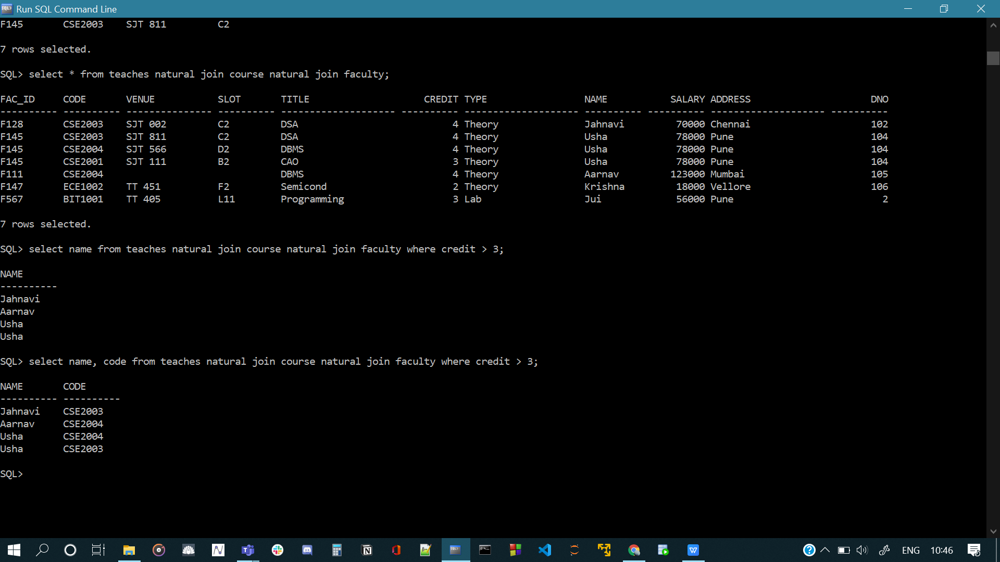 Run SQL Command Line
F145       CSE2003    SJT 811         C2
7 rows selected.
SQL> select * from teaches natural join course natural join faculty;
FAC_ID     CODE       VENUE           SLOT       TITLE                    CREDIT TYPE                 NAME           SALARY ADDRESS                     DNO
---------- ---------- --------------- ---------- -------------------- ---------- -------------------- ---------- ---------- -------------------- ----------
F128       CSE2003    SJT 002         C2         DSA                           4 Theory               Jahnavi         70000 Chennai                     102
F145       CSE2003    SJT 811         C2         DSA                           4 Theory               Usha            78000 Pune                        104
F145       CSE2004    SJT 566         D2         DBMS                          4 Theory               Usha            78000 Pune                        104
F145       CSE2001    SJT 111         B2         CAO                           3 Theory               Usha            78000 Pune                        104
F111       CSE2004                               DBMS                          4 Theory               Aarnav         123000 Mumbai                      105
F147       ECE1002    TT 451          F2         Semicond                      2 Theory               Krishna         18000 Vellore                     106
F567       BIT1001    TT 405          L11        Programming                   3 Lab                  Jui             56000 Pune                          2
7 rows selected.
SQL> select name from teaches natural join course natural join faculty where credit > 3;
NAME
----------
Jahnavi
Aarnav
Usha
Usha
SQL> select name, code from teaches natural join course natural join faculty where credit > 3;
NAME       CODE
---------- ----------
Jahnavi    CSE2003
Aarnav     CSE2004
Usha       CSE2004
Usha       CSE2003
SQL>
ENG 10:46